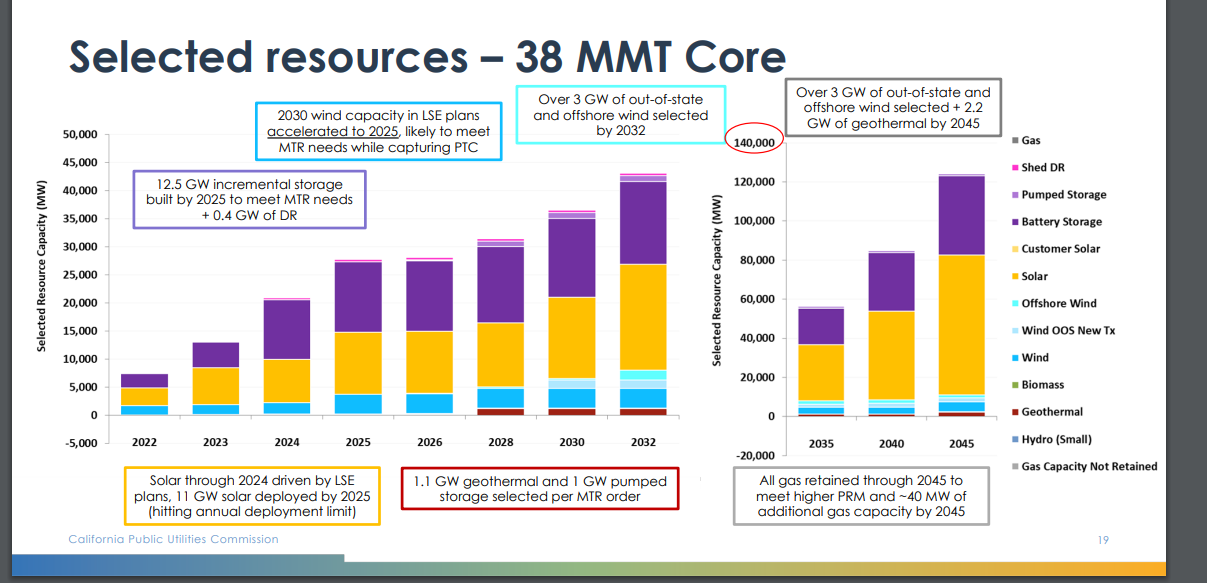 Selected resources – 38 MMT Core
2030 wind capacity in LSE plans
accelerated to 2025, likely to meet
MTR needs while capturing PTC
Over 3 GW of out-of-state
and offshore wind selected
by 2032
Over 3 GW of out-of-state and
offshore wind selected + 2.2
GW of geothermal by 2045
12.5 GW incremental storage
built by 2025 to meet MTR needs
+ 0.4 GW of DR
Selected Resource Capacity (MW)
50,000
45,000
40,000
35,000
30,000
25,000
20,000
15,000
10,000
5,000
0
-5,000
2022 2023 2024 2025 2026 2028 2030 2032
Selected Resource Capacity (MW)
140,000
120,000
100,000
80,000
60,000
40,000
20,000
0
-20,000
2035 2040 2045
Gas
Shed DR
Pumped Storage
Battery Storage
Customer Solar
Solar
Offshore Wind
Wind OOS New Tx
Wind
Biomass
Geothermal
Hydro (Small)
Gas Capacity Not Retained
Solar through 2024 driven by LSE
plans, 11 GW solar deployed by 2025
(hitting annual deployment limit)
1.1 GW geothermal and 1 GW pumped
storage selected per MTR order
All gas retained through 2045 to
meet higher PRM and ~40 MW of
additional gas capacity by 2045
California Public Utilities Commission
19